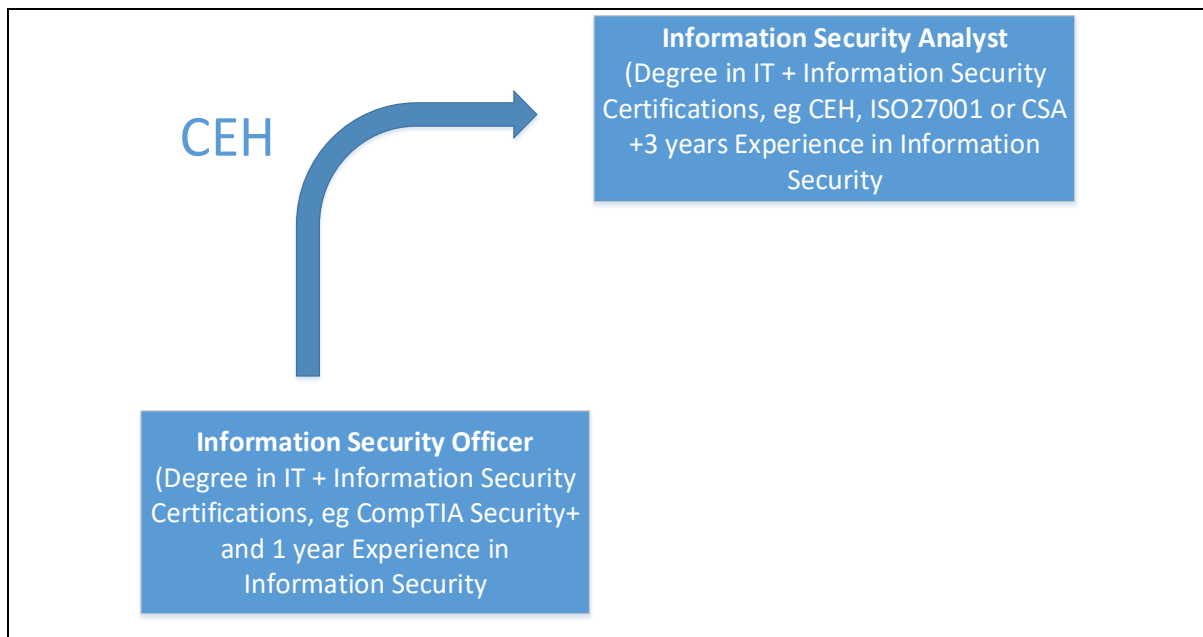 Information Security Analyst
(Degree in IT + Information Security
Certifications, eg CEH, ISO27001 or CSA
+3 years Experience in Information
Security
CEH
Information Security Officer
(Degree in IT + Information Security
Certifications, eg CompTIA Security+
and 1 year Experience in
Information Security